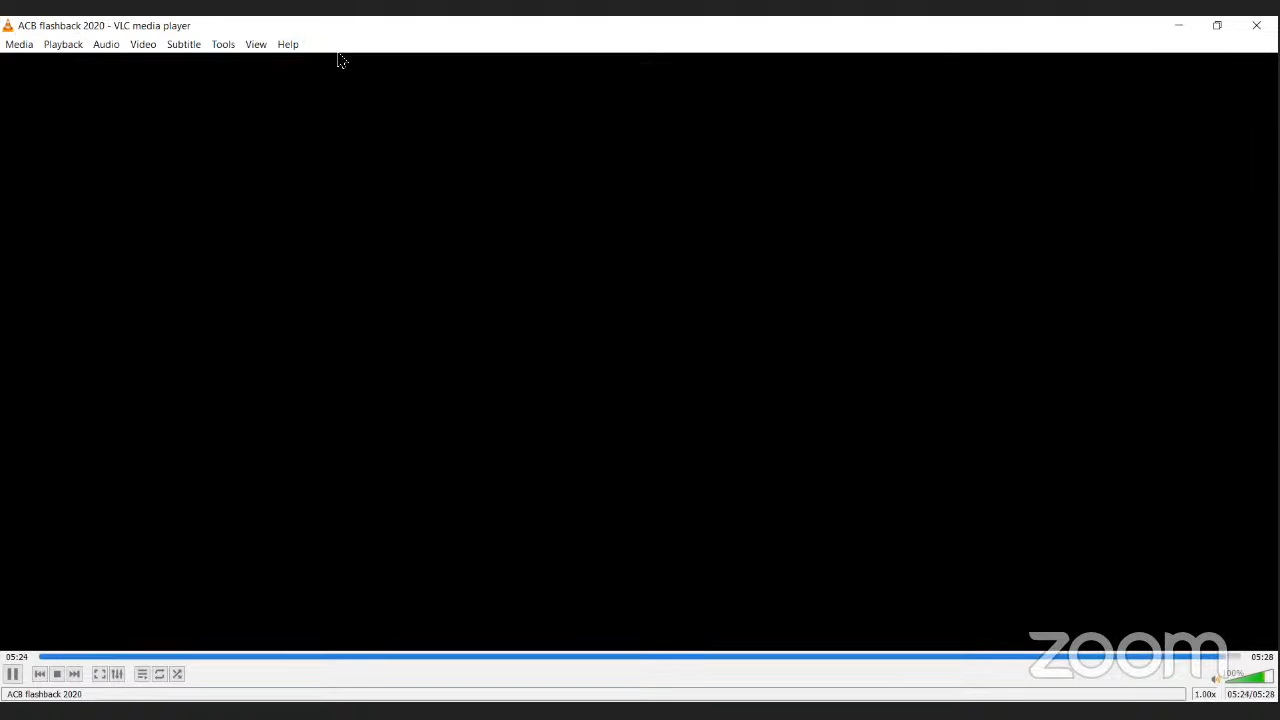 ACB flashback 2020 - VLC media player
Media Playback Audio Video Subtitle Tools View Help
05:24 05:28
zoom
100%
ACB flashback 2020 1.00x 05:24/05:28